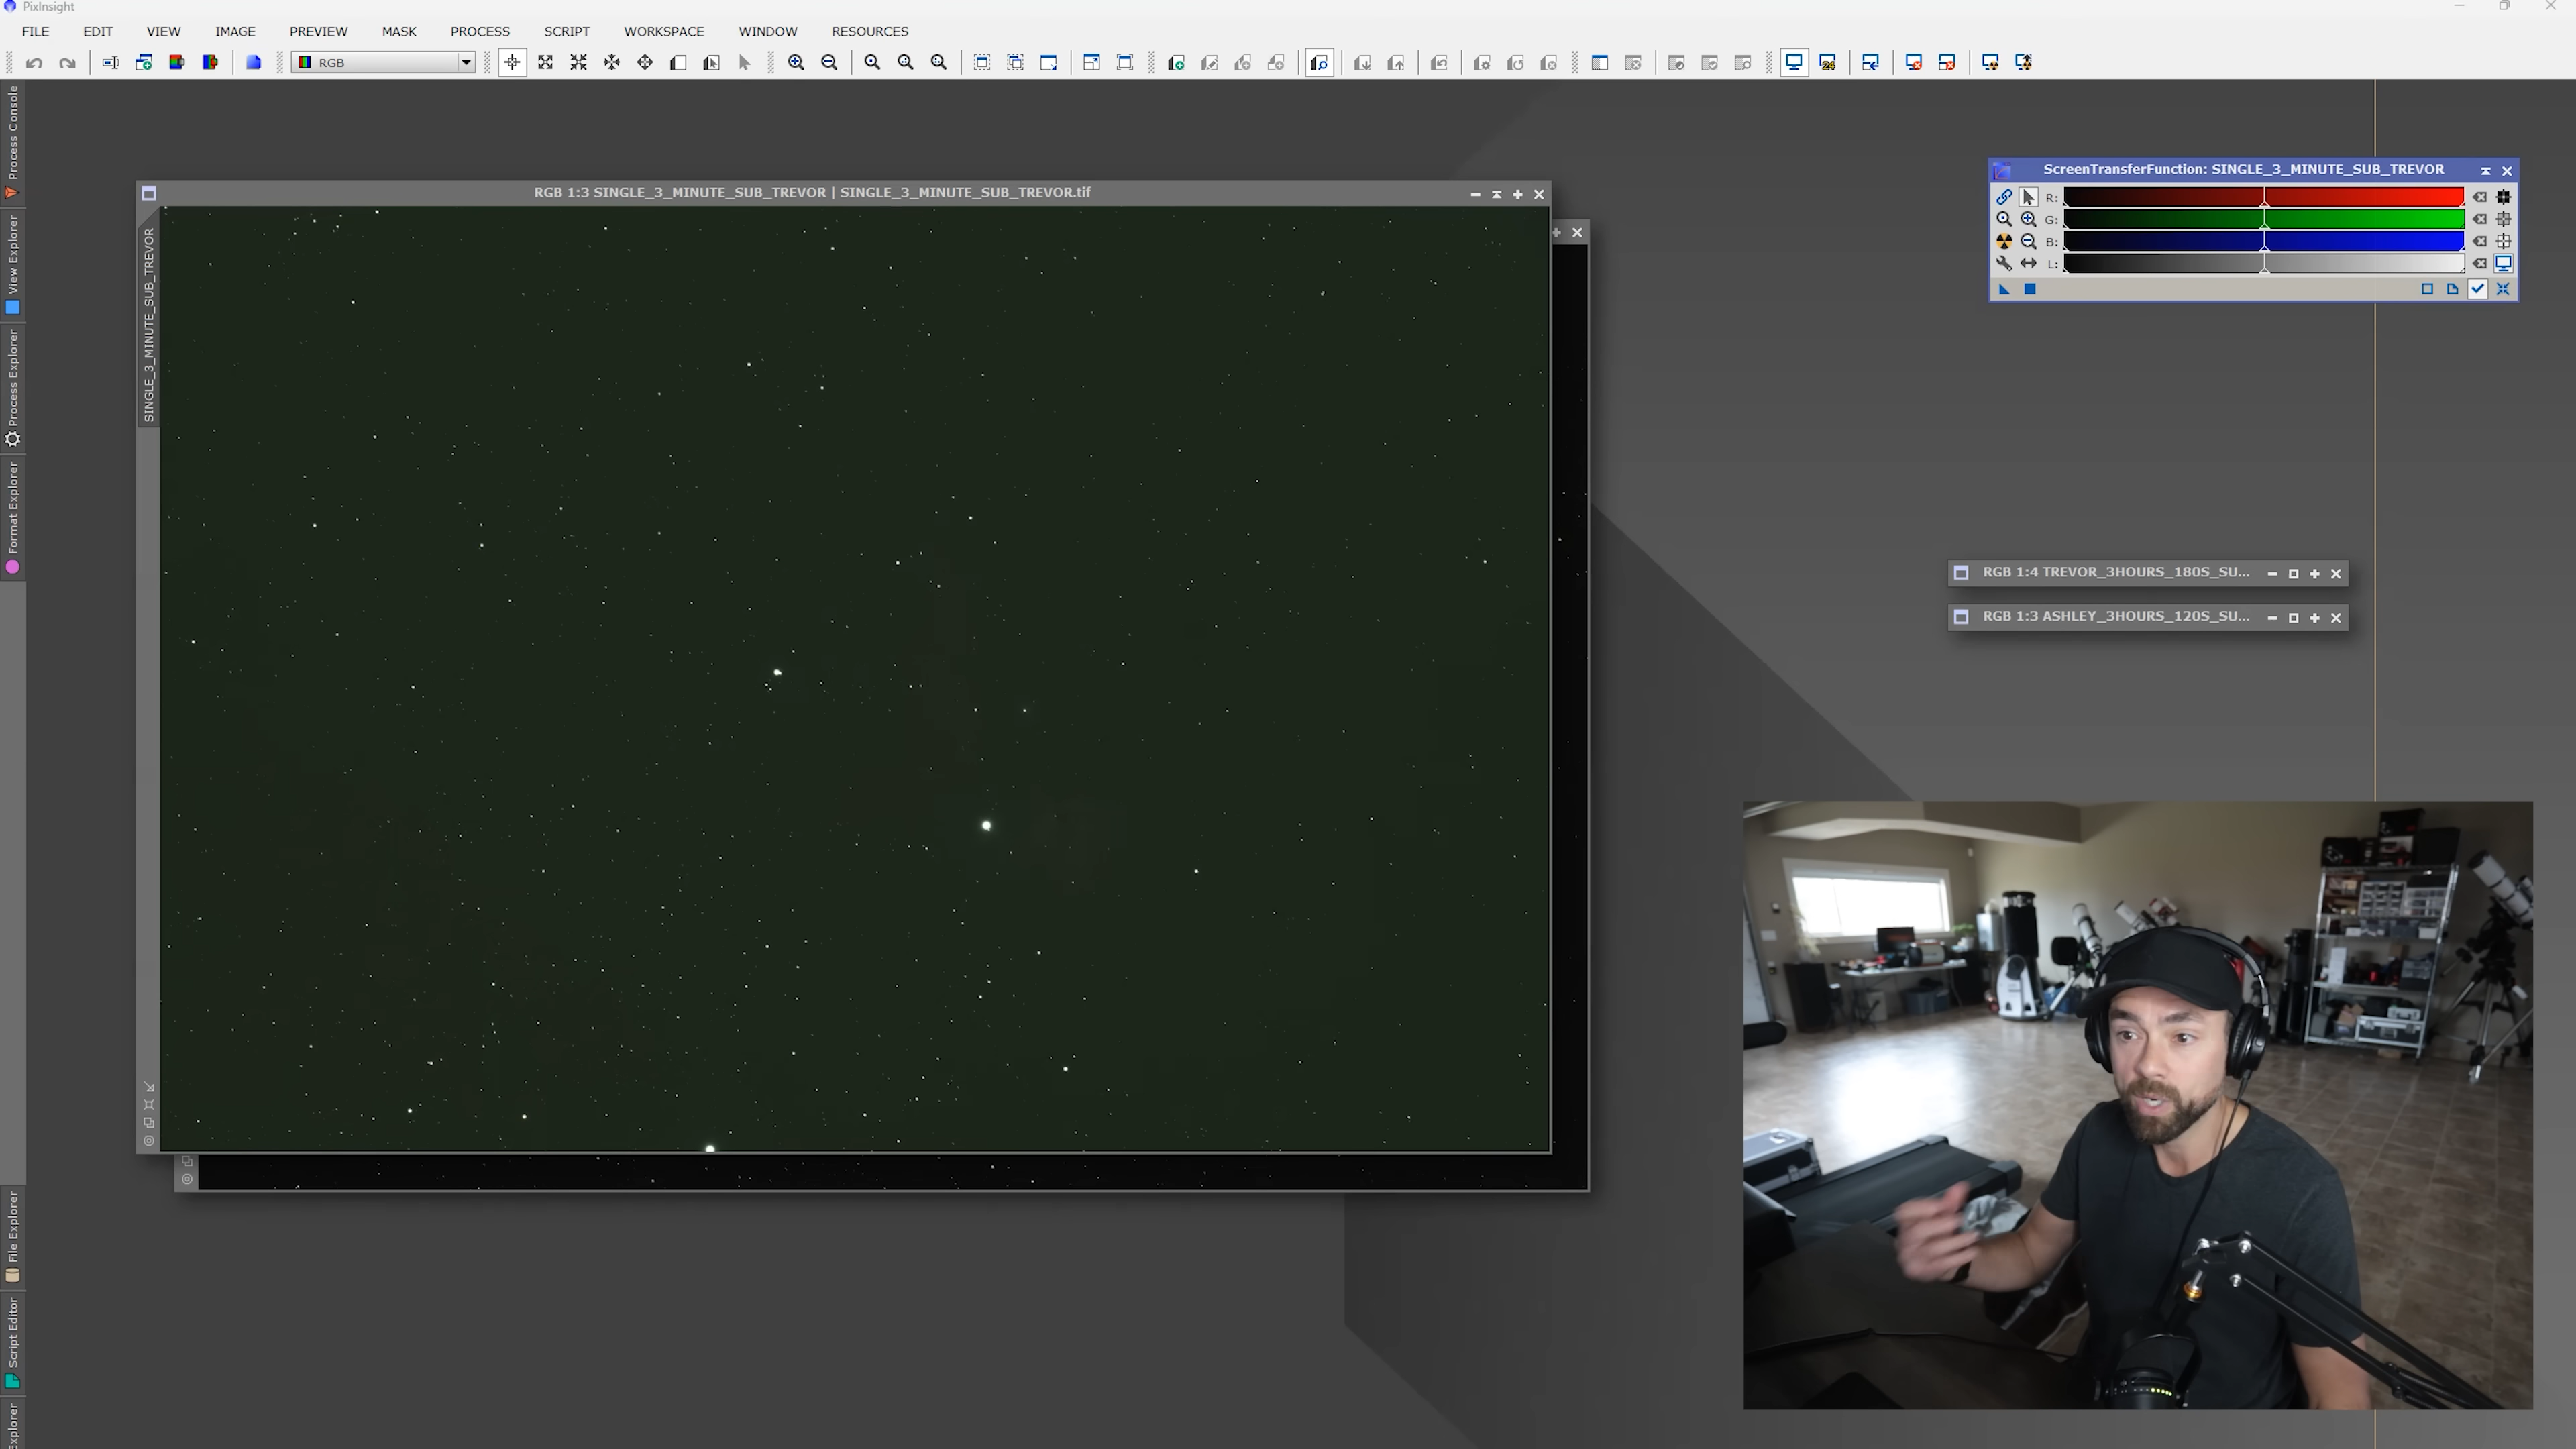 PixInsight
FILE EDIT VIEW IMAGE PREVIEW MASK PROCESS SCRIPT WORKSPACE WINDOW RESOURCES
RGB
24
Process Console
View Explorer
Process Explorer
Format Explorer
File Explorer
Script Editor
Explorer
RGB 1:3 SINGLE_3_MINUTE_SUB_TREVOR | SINGLE_3_MINUTE_SUB_TREVOR.tif
SINGLE_3_MINUTE_SUB_TREVOR
ScreenTransferFunction: SINGLE_3_MINUTE_SUB_TREVOR
R:
G:
B:
L:
RGB 1:4 TREVOR_3HOURS_180S_SU...
RGB 1:3 ASHLEY_3HOURS_120S_SU...